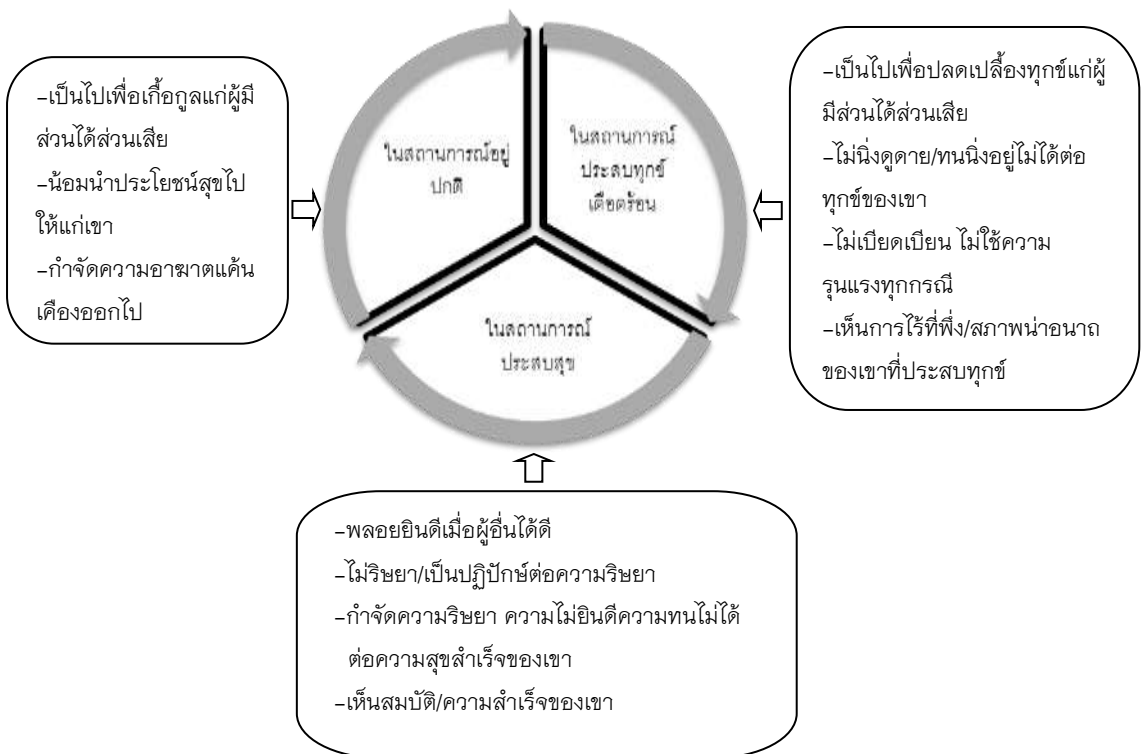 -เป็นไปเพื่อเกื้อกูลแก่ผู้มี
ส่วนได้ส่วนเสีย
-น้อมนำประโยชน์สุขไป
ให้แก่เขา
-กำจัดความอาฆาตแค้น
เคืองออกไป
ในสถานการณ์อยู่
ปกติ
ในสถานการณ์
ประสบทุกข์
เดือดร้อน
-เป็นไปเพื่อปลดเปลื้องทุกข์แก่ผู้
มีส่วนได้ส่วนเสีย
-ไม่นิ่งดูดาย/ทนนิ่งอยู่ไม่ได้ต่อ
ทุกข์ของเขา
-ไม่เบียดเบียน ไม่ใช้ความ
รุนแรงทุกกรณี
-เห็นการไร้ที่พึ่ง/สภาพน่าอนาถ
ของเขาที่ประสบทุกข์
ในสถานการณ์
ประสบสุข
-พลอยยินดีเมื่อผู้อื่นได้ดี
-ไม่ริษยา/เป็นปฏิปักษ์ต่อความริษยา
-กำจัดความริษยา ความไม่ยินดีความทนไม่ได้
ต่อความสุขสำเร็จของเขา
-เห็นสมบัติ/ความสำเร็จของเขา